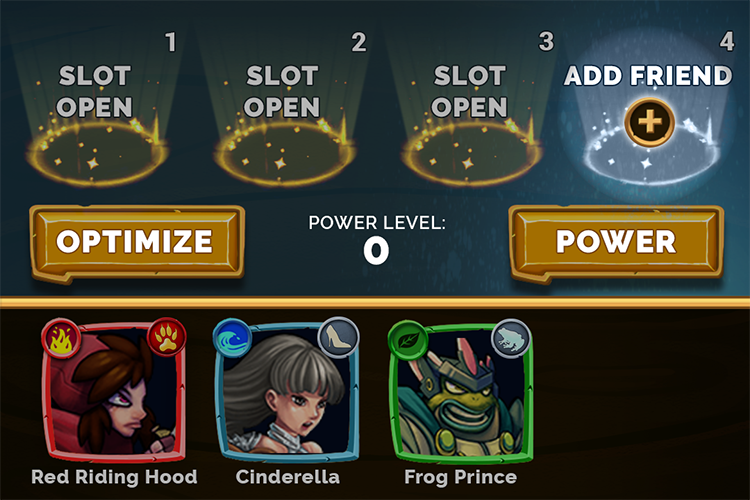 1
2
3
4
SLOT
OPEN
SLOT
OPEN
SLOT
OPEN
ADD FRIEND
OPTIMIZE
POWER LEVEL:
0
POWER
Red Riding Hood
Cinderella
Frog Prince